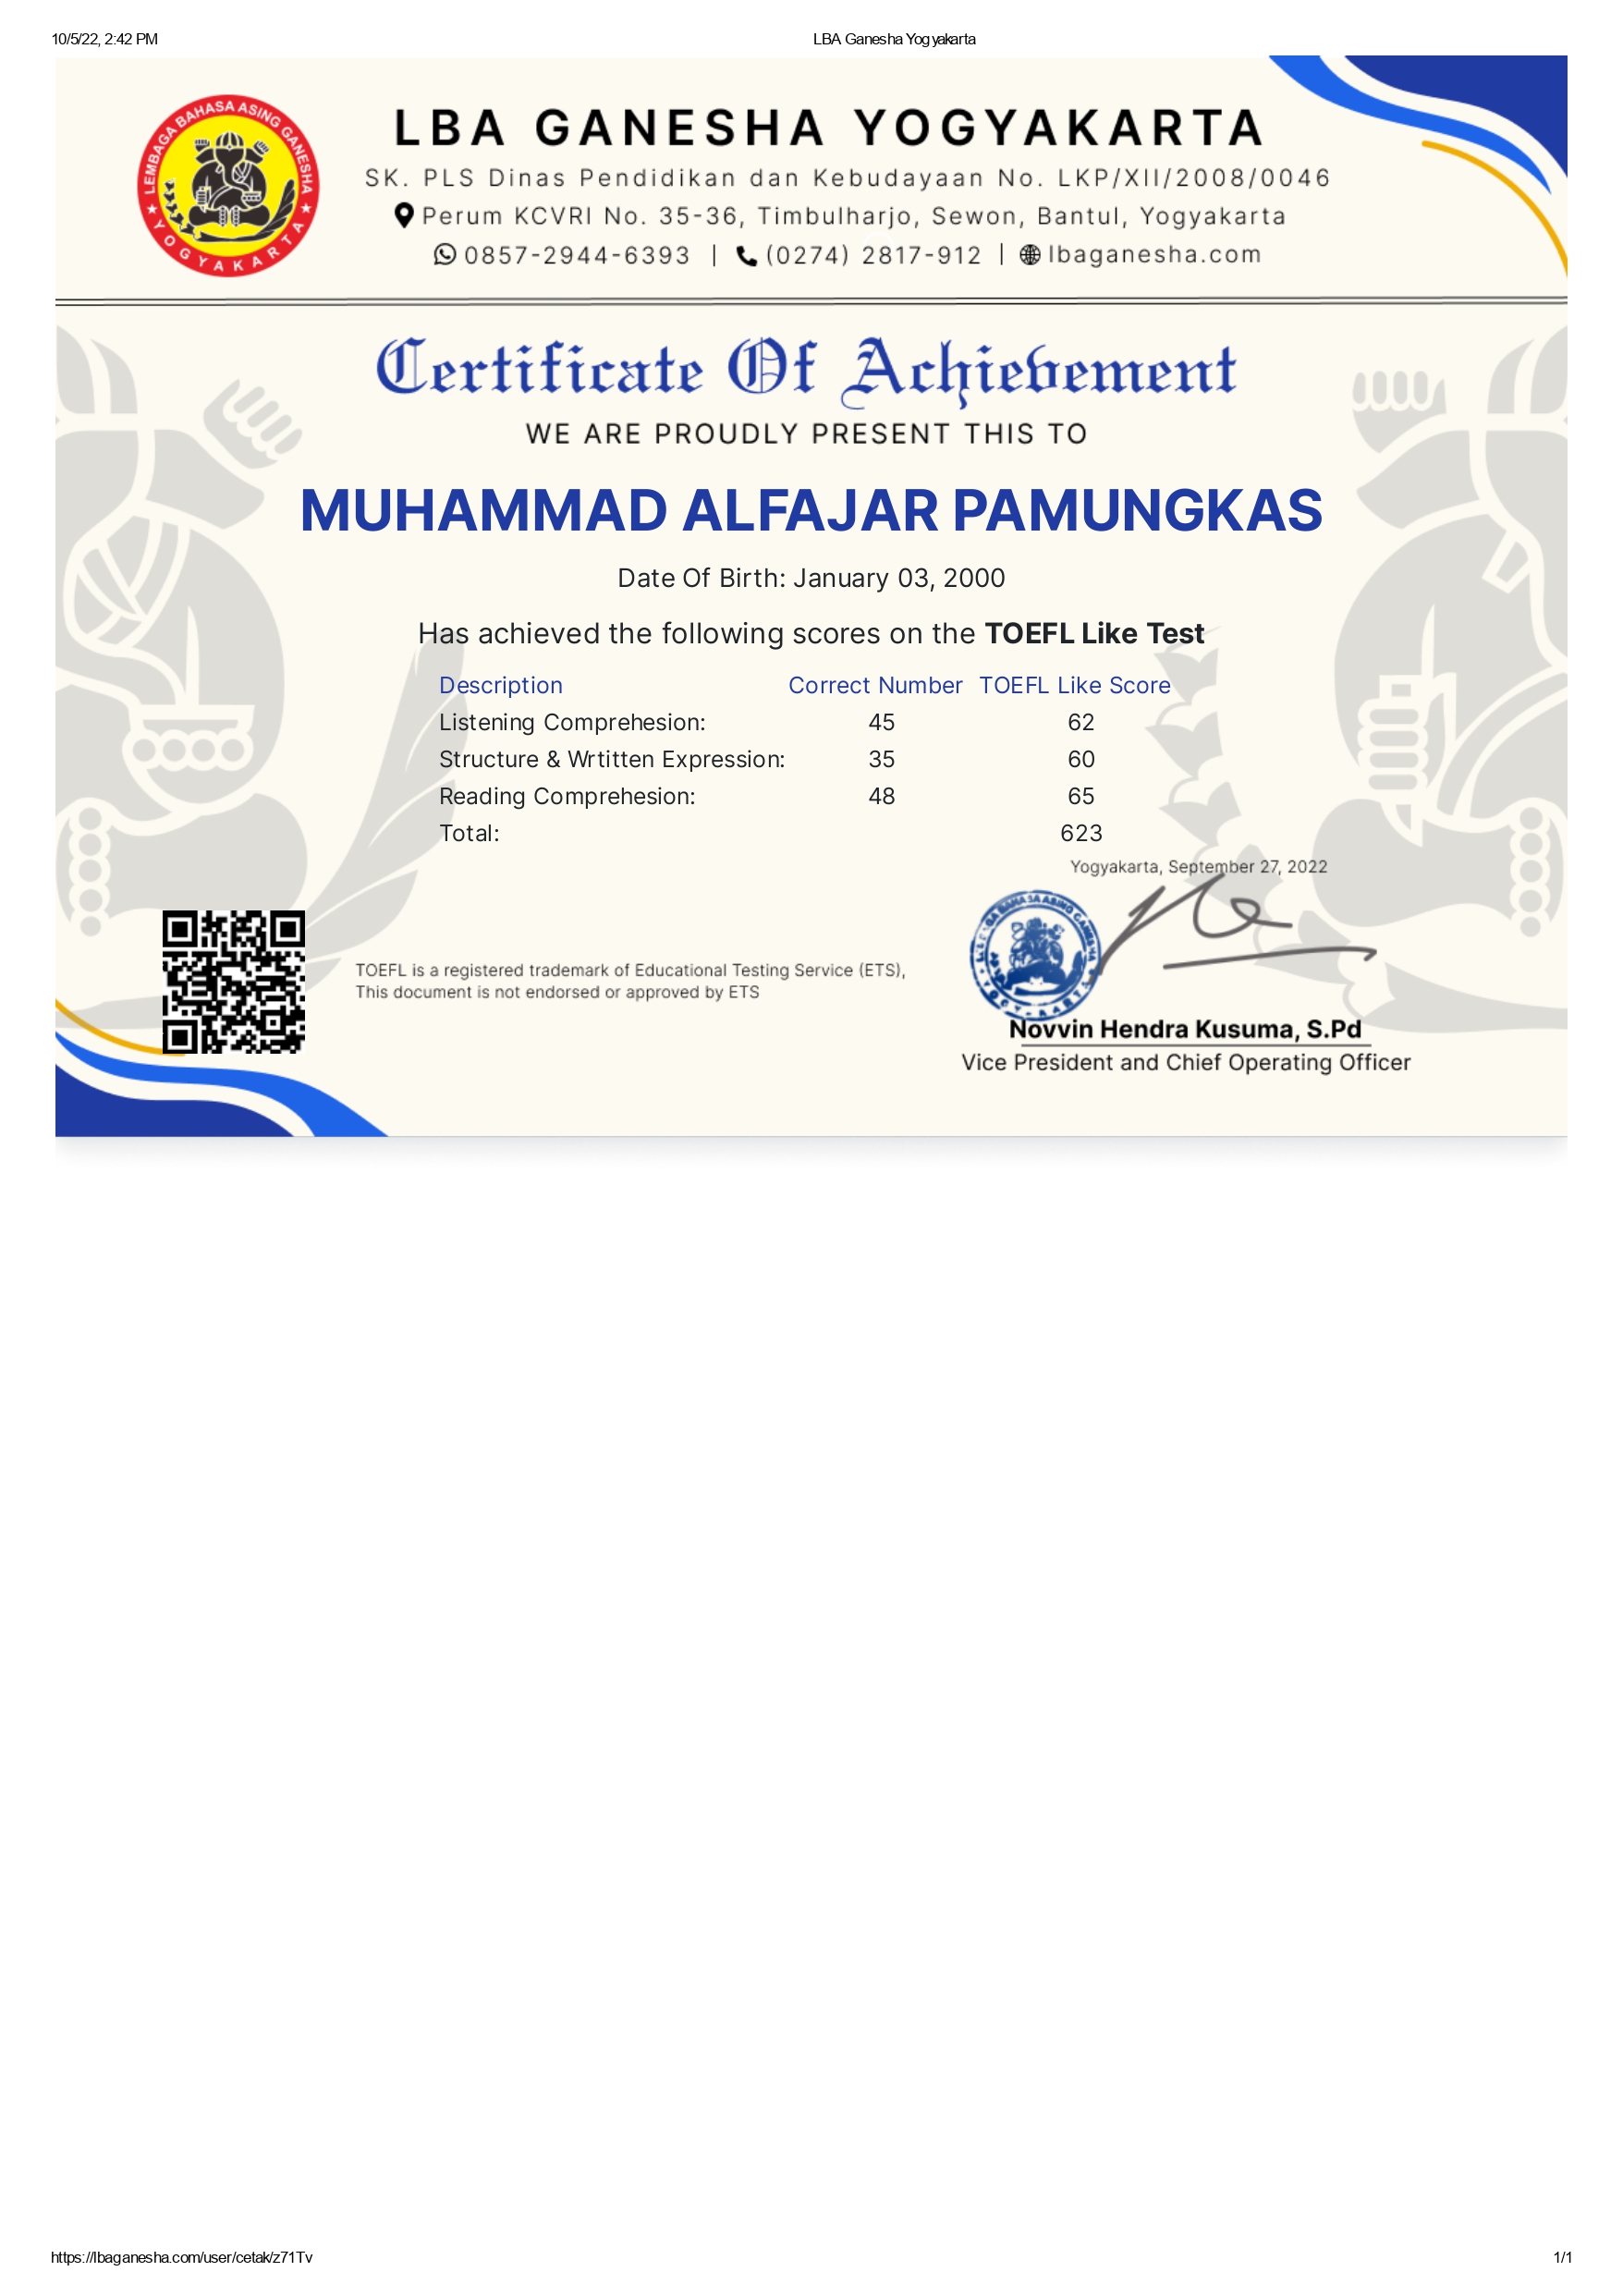 10/5/22, 2:42 PM
LBA Ganesha Yogyakarta
LEMBAGA BAHASA ASING GANESHA
★ YOGYAKARTA ★
LBA GANESHA YOGYAKARTA
SK. PLS Dinas Pendidikan dan Kebudayaan No. LKP/XII/2008/0046
Perum KCVRI No. 35-36, Timbulharjo, Sewon, Bantul, Yogyakarta
0857-2944-6393 | (0274) 2817-912 | lbaganesha.com
Certificate Of Achievement
WE ARE PROUDLY PRESENT THIS TO
MUHAMMAD ALFAJAR PAMUNGKAS
Date Of Birth: January 03, 2000
Has achieved the following scores on the TOEFL Like Test
Description Correct Number TOEFL Like Score
Listening Comprehesion: 45 62
Structure & Wrtitten Expression: 35 60
Reading Comprehesion: 48 65
Total: 623
Yogyakarta, September 27, 2022
TOEFL is a registered trademark of Educational Testing Service (ETS),
This document is not endorsed or approved by ETS
Novvin Hendra Kusuma, S.Pd
Vice President and Chief Operating Officer
https://lbaganesha.com/user/cetak/z71Tv
1/1